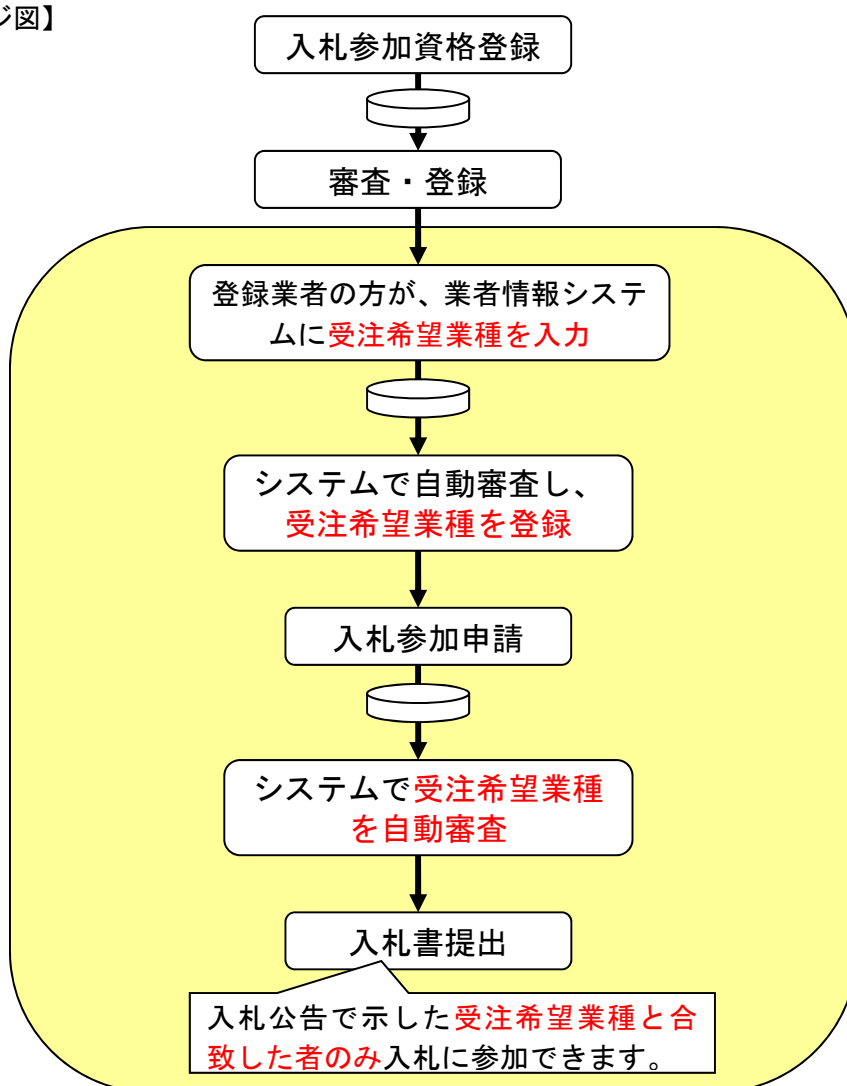 ジ図】
入札参加資格登録
審査・登録
登録業者の方が、業者情報システ
ムに受注希望業種を入力
システムで自動審査し、
受注希望業種を登録
入札参加申請
システムで受注希望業種
を自動審査
入札書提出
入札公告で示した受注希望業種と合
致した者のみ入札に参加できます。